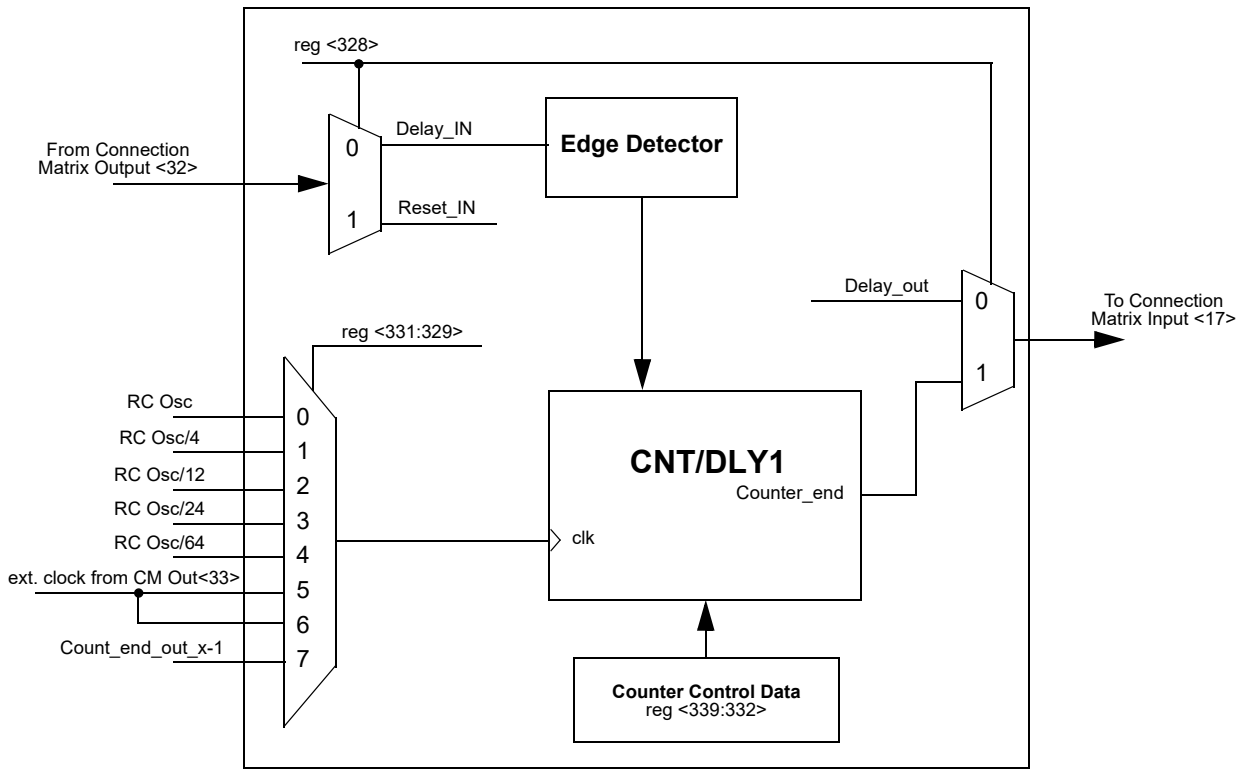 reg <328>
From Connection
Matrix Output <32>
0
1
Delay_IN
Reset_IN
Edge Detector
Delay_out
0
1
To Connection
Matrix Input <17>
reg <331:329>
RC Osc
0
RC Osc/4
1
RC Osc/12
2
RC Osc/24
3
RC Osc/64
4
ext. clock from CM Out<33>
5
6
Count_end_out_x-1
7
CNT/DLY1
Counter_end
clk
Counter Control Data
reg <339:332>